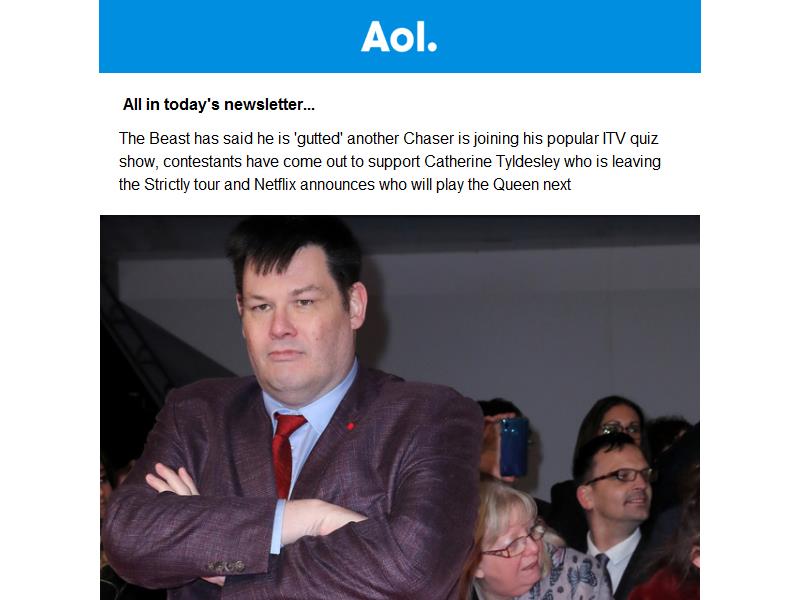 Aol.
All in today's newsletter...
The Beast has said he is 'gutted' another Chaser is joining his popular ITV quiz
show, contestants have come out to support Catherine Tyldesley who is leaving
the Strictly tour and Netflix announces who will play the Queen next